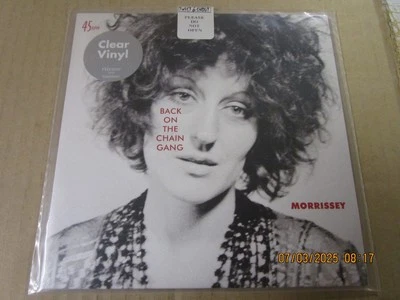 PLEASE
DO
NOT
OPEN
45RPM
Clear
Vinyl
BACK
ON
THE
CHAIN
GANG
MORRISSEY
07/03/2025 08:17